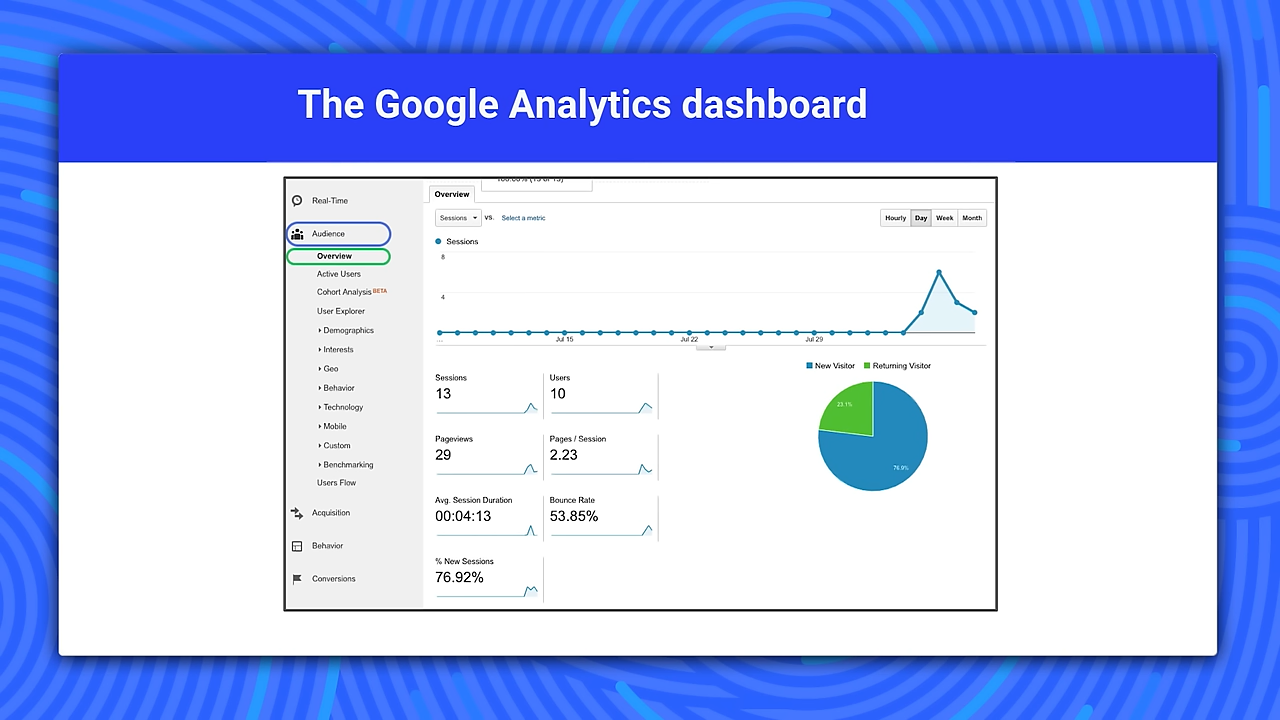 The Google Analytics dashboard
Real-Time
Audience
Overview
Active Users
Cohort Analysis BETA
User Explorer
Demographics
Interests
Geo
Behavior
Technology
Mobile
Custom
Benchmarking
Users Flow
Acquisition
Behavior
Conversions
Overview
Sessions vs. Select a metric
Hourly Day Week Month
Sessions
8
4
... Jul 15 Jul 22 Jul 29
New Visitor Returning Visitor
23.1%
76.9%
Sessions
13
Users
10
Pageviews
29
Pages / Session
2.23
Avg. Session Duration
00:04:13
Bounce Rate
53.85%
% New Sessions
76.92%